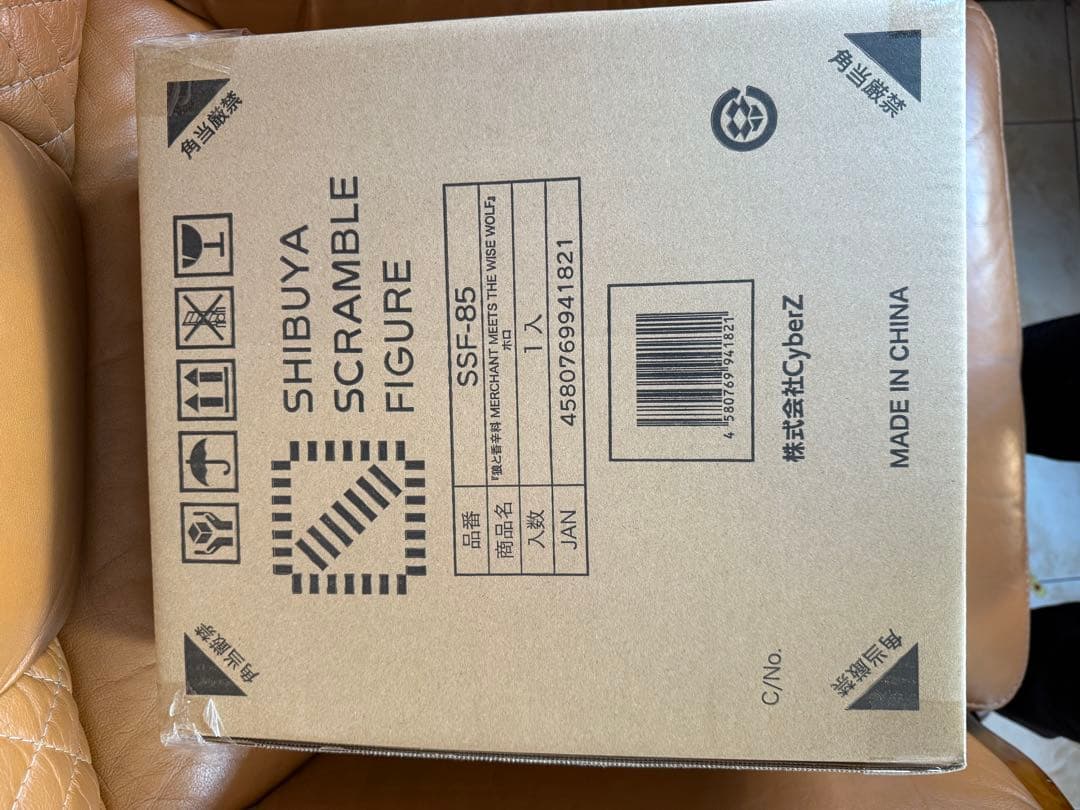 角当厳禁
角当厳禁
SHIBUYA
SCRAMBLE
FIGURE
品番 SSF-85
商品名 『狼と香辛料 MERCHANT MEETS THE WISE WOLF』
ホロ
入数 1入
JAN 4580769941821
4 580769 941821
株式会社CyberZ
C/No.
MADE IN CHINA
角当厳禁
角当厳禁